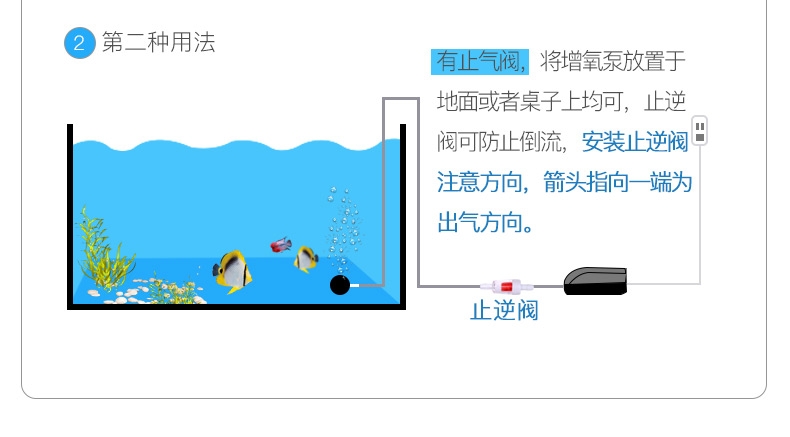 2 第二种用法
有止气阀，将增氧泵放置于
地面或者桌子上均可，止逆
阀可防止倒流，安装止逆阀
注意方向，箭头指向一端为
出气方向。
止逆阀